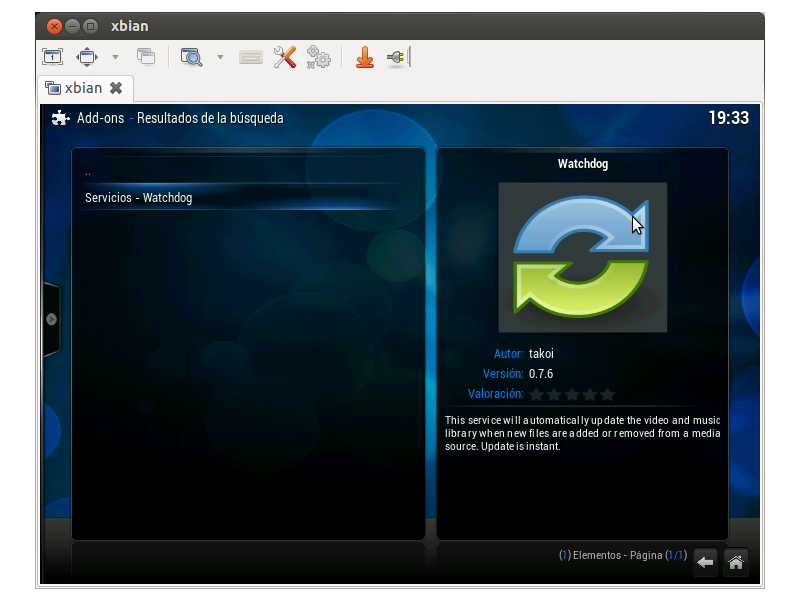 xbian
xbian
Add-ons - Resultados de la búsqueda
19:33
..
Servicios - Watchdog
Watchdog
Autor: takoi
Versión: 0.7.6
Valoración:
This service will automatically update the video and music
library when new files are added or removed from a media
source. Update is instant.
(1) Elementos - Página (1/1)